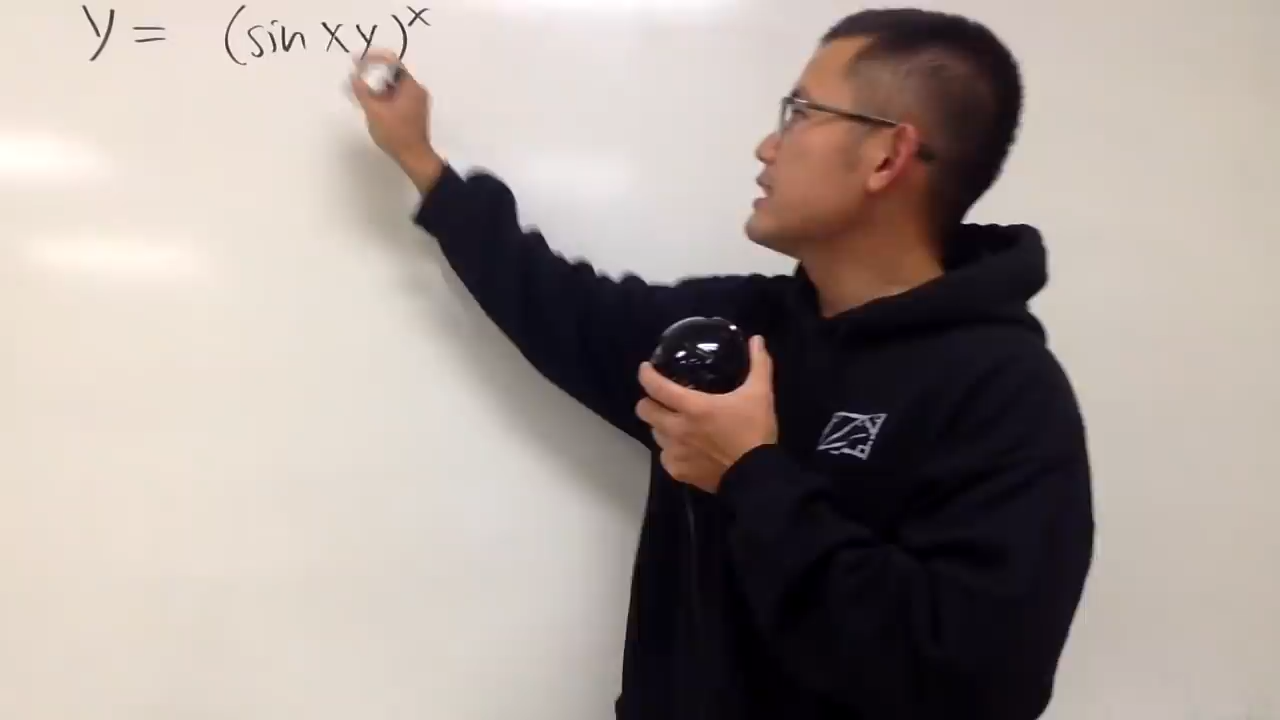 y = (sin xy)^x